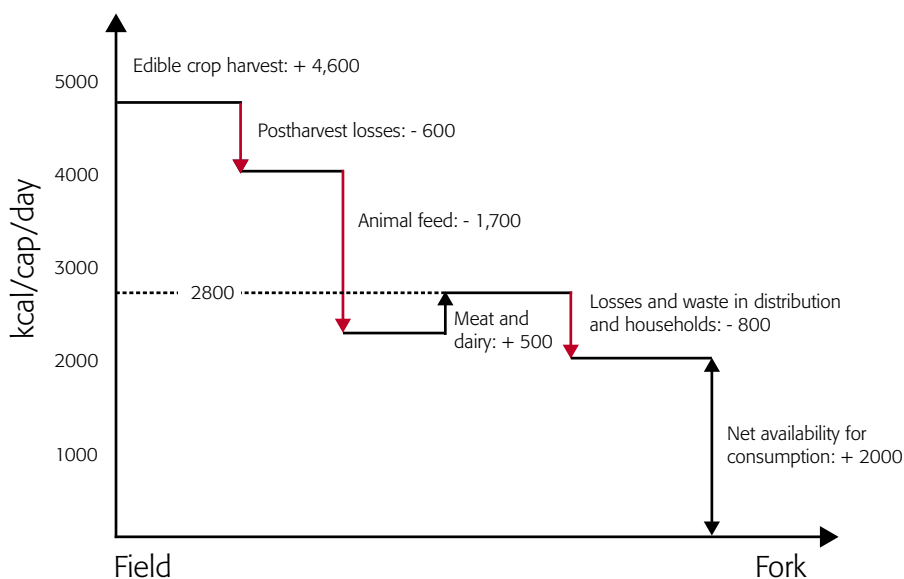 Edible crop harvest: + 4,600
5000
Postharvest losses: - 600
4000
Animal feed: - 1,700
3000
2800
Losses and waste in distribution
and households: - 800
Meat and
dairy: + 500
2000
Net availability for
consumption: + 2000
1000
kcal/cap/day
Field
Fork